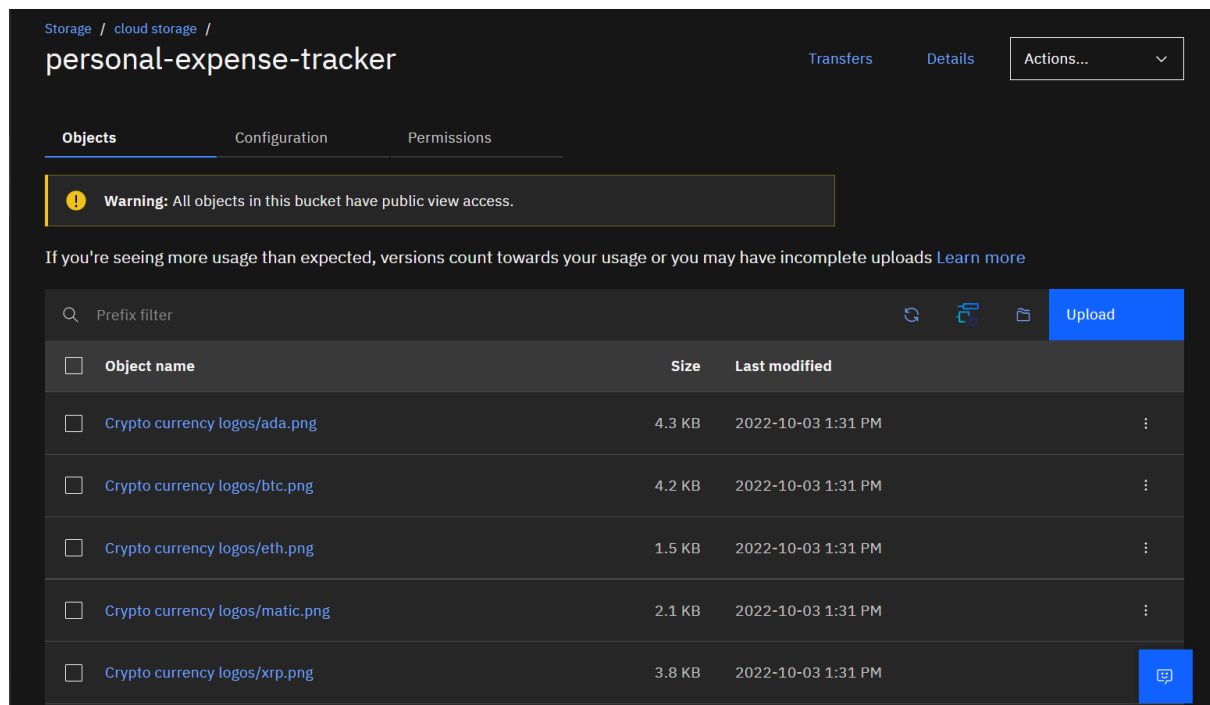 Storage / cloud storage /
personal-expense-tracker
Transfers Details Actions...
Objects Configuration Permissions
Warning: All objects in this bucket have public view access.
If you're seeing more usage than expected, versions count towards your usage or you may have incomplete uploads Learn more
Prefix filter Upload
Object name Size Last modified
Crypto currency logos/ada.png 4.3 KB 2022-10-03 1:31 PM
Crypto currency logos/btc.png 4.2 KB 2022-10-03 1:31 PM
Crypto currency logos/eth.png 1.5 KB 2022-10-03 1:31 PM
Crypto currency logos/matic.png 2.1 KB 2022-10-03 1:31 PM
Crypto currency logos/xrp.png 3.8 KB 2022-10-03 1:31 PM